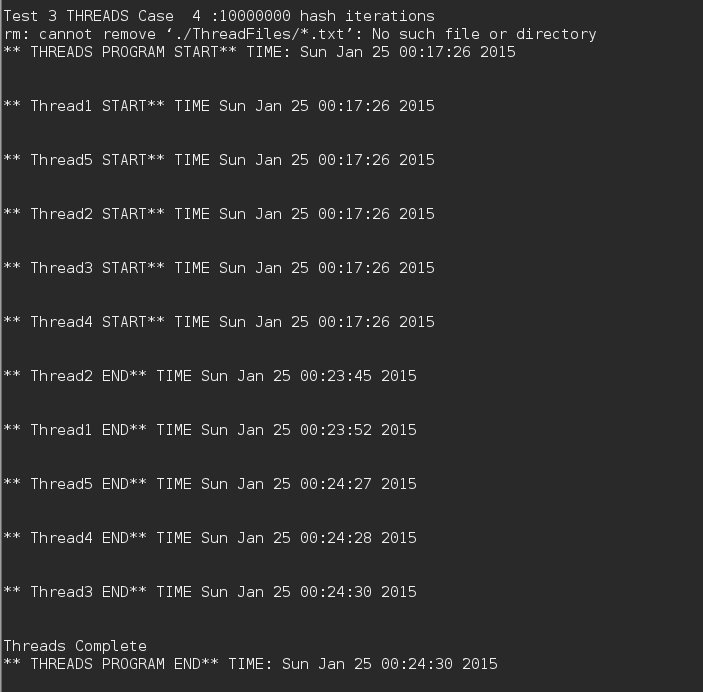 Test 3 THREADS Case  4 :10000000 hash iterations
rm: cannot remove ‘./ThreadFiles/*.txt’: No such file or directory
** THREADS PROGRAM START** TIME: Sun Jan 25 00:17:26 2015
** Thread1 START** TIME Sun Jan 25 00:17:26 2015
** Thread5 START** TIME Sun Jan 25 00:17:26 2015
** Thread2 START** TIME Sun Jan 25 00:17:26 2015
** Thread3 START** TIME Sun Jan 25 00:17:26 2015
** Thread4 START** TIME Sun Jan 25 00:17:26 2015
** Thread2 END** TIME Sun Jan 25 00:23:45 2015
** Thread1 END** TIME Sun Jan 25 00:23:52 2015
** Thread5 END** TIME Sun Jan 25 00:24:27 2015
** Thread4 END** TIME Sun Jan 25 00:24:28 2015
** Thread3 END** TIME Sun Jan 25 00:24:30 2015
Threads Complete
** THREADS PROGRAM END** TIME: Sun Jan 25 00:24:30 2015